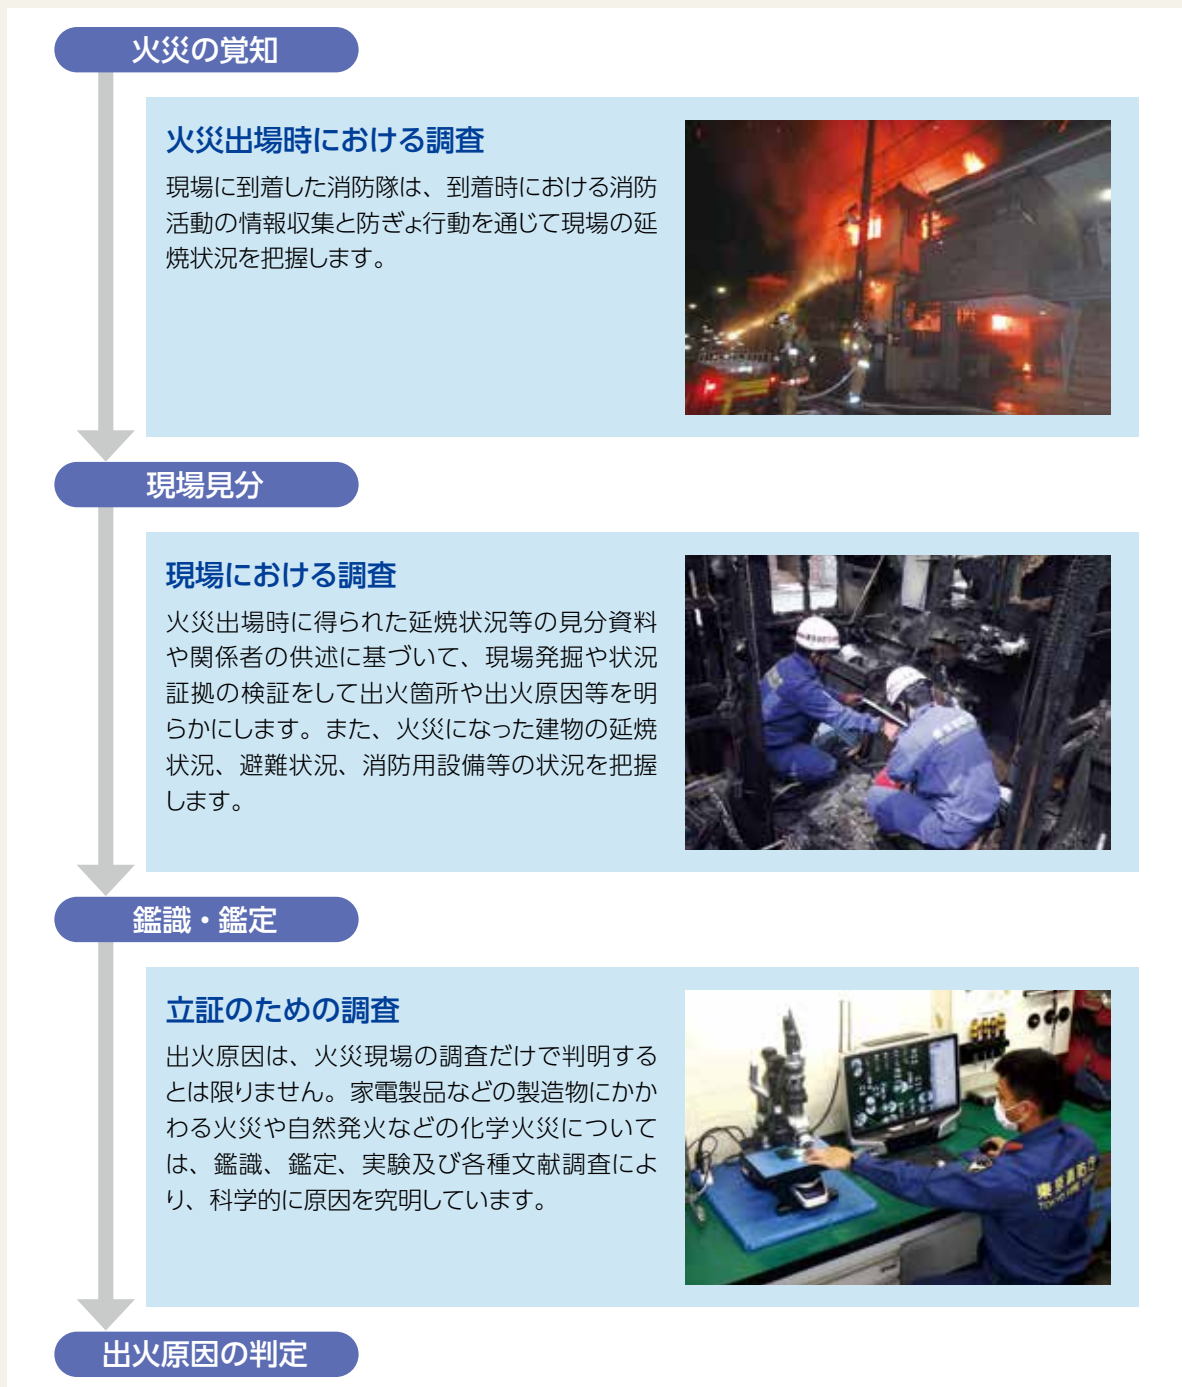 火災の覚知
火災出場時における調査
現場に到着した消防隊は、到着時における消防
活動の情報収集と防ぎょ行動を通じて現場の延
焼状況を把握します。
現場見分
現場における調査
火災出場時に得られた延焼状況等の見分資料
や関係者の供述に基づいて、現場発掘や状況
証拠の検証をして出火箇所や出火原因等を明
らかにします。また、火災になった建物の延焼
状況、避難状況、消防用設備等の状況を把握
します。
鑑識・鑑定
立証のための調査
出火原因は、火災現場の調査だけで判明する
とは限りません。家電製品などの製造物にかか
わる火災や自然発火などの化学火災について
は、鑑識、鑑定、実験及び各種文献調査によ
り、科学的に原因を究明しています。
東京消防庁
出火原因の判定